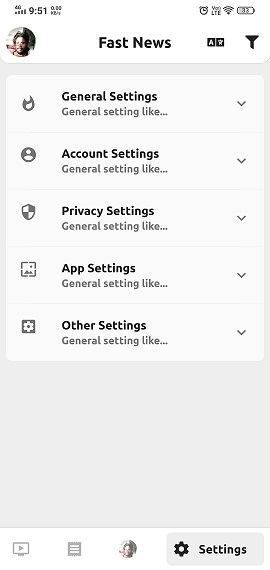 4G 9:51 0.00 KB/s VoI LTE 33
Fast News
General Settings
General setting like...
Account Settings
General setting like...
Privacy Settings
General setting like...
App Settings
General setting like...
Other Settings
General setting like...
Settings